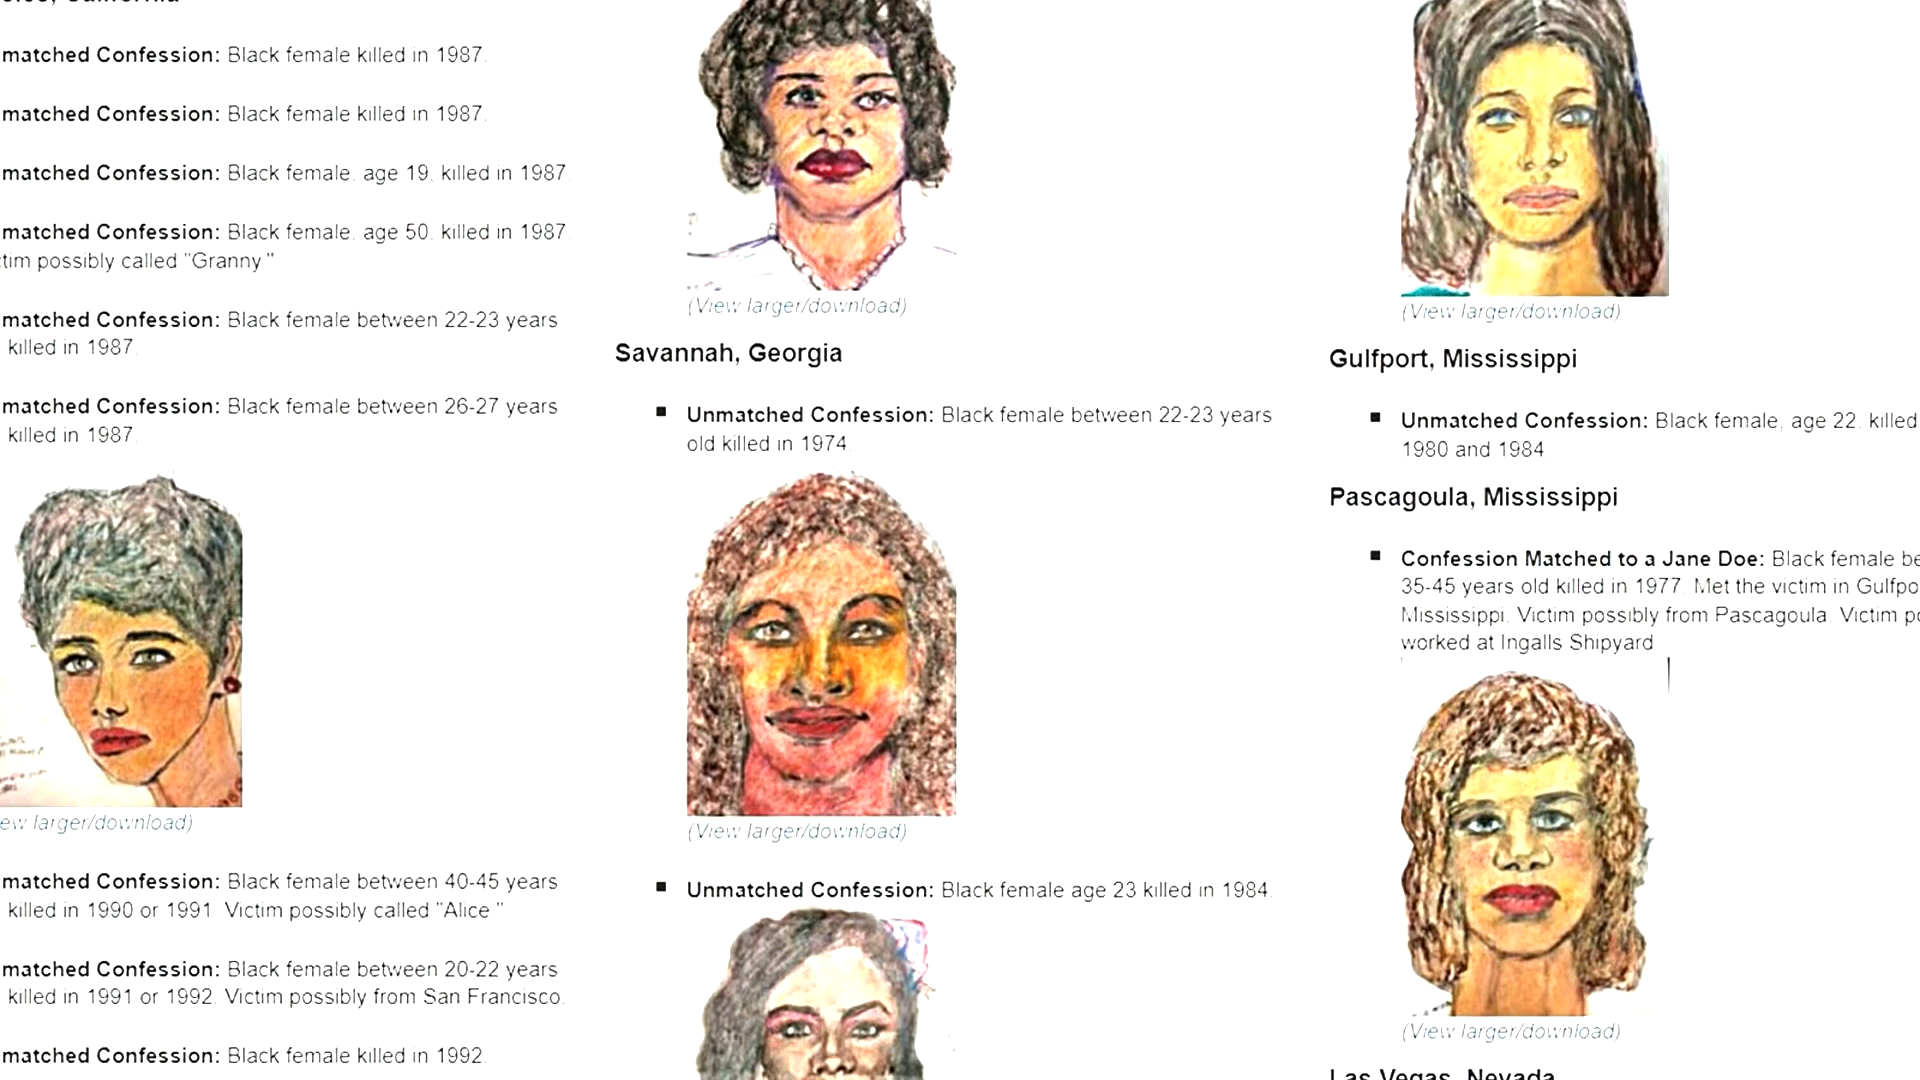 matched Confession: Black female killed in 1987.
matched Confession: Black female killed in 1987.
matched Confession: Black female, age 19, killed in 1987.
matched Confession: Black female, age 50, killed in 1987.
tim possibly called "Granny."
matched Confession: Black female between 22-23 years
killed in 1987.
matched Confession: Black female between 26-27 years
killed in 1987.
ew larger/download)
matched Confession: Black female between 40-45 years
killed in 1990 or 1991. Victim possibly called "Alice."
matched Confession: Black female between 20-22 years
killed in 1991 or 1992. Victim possibly from San Francisco.
matched Confession: Black female killed in 1992.
(View larger/download)
Savannah, Georgia
Unmatched Confession: Black female between 22-23 years
old killed in 1974.
(View larger/download)
Unmatched Confession: Black female age 23 killed in 1984.
(View larger/download)
Gulfport, Mississippi
Unmatched Confession: Black female, age 22, killed
1980 and 1984
Pascagoula, Mississippi
Confession Matched to a Jane Doe: Black female be
35-45 years old killed in 1977. Met the victim in Gulfpo
Mississippi. Victim possibly from Pascagoula. Victim po
worked at Ingalls Shipyard
(View larger/download)
Las Vegas, Nevada